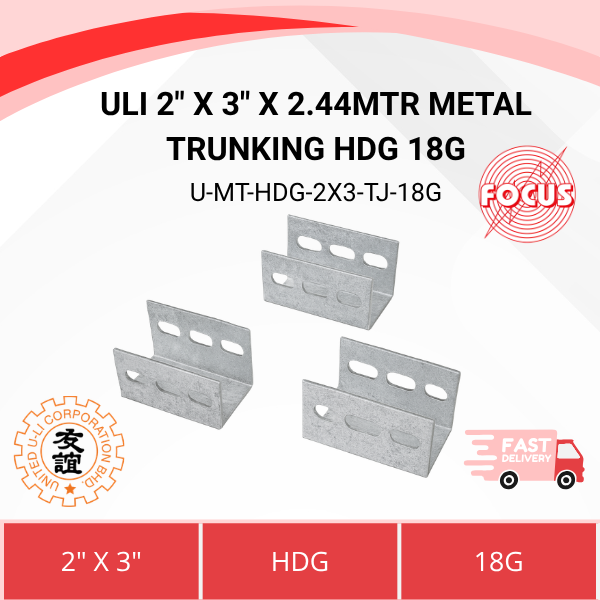 ULI 2" X 3" X 2.44MTR METAL
TRUNKING HDG 18G
U-MT-HDG-2X3-TJ-18G
FOCUS
UNITED U-LI CORPORATION BHD.
友
誼
FAST
DELIVERY
2" X 3"
HDG
18G